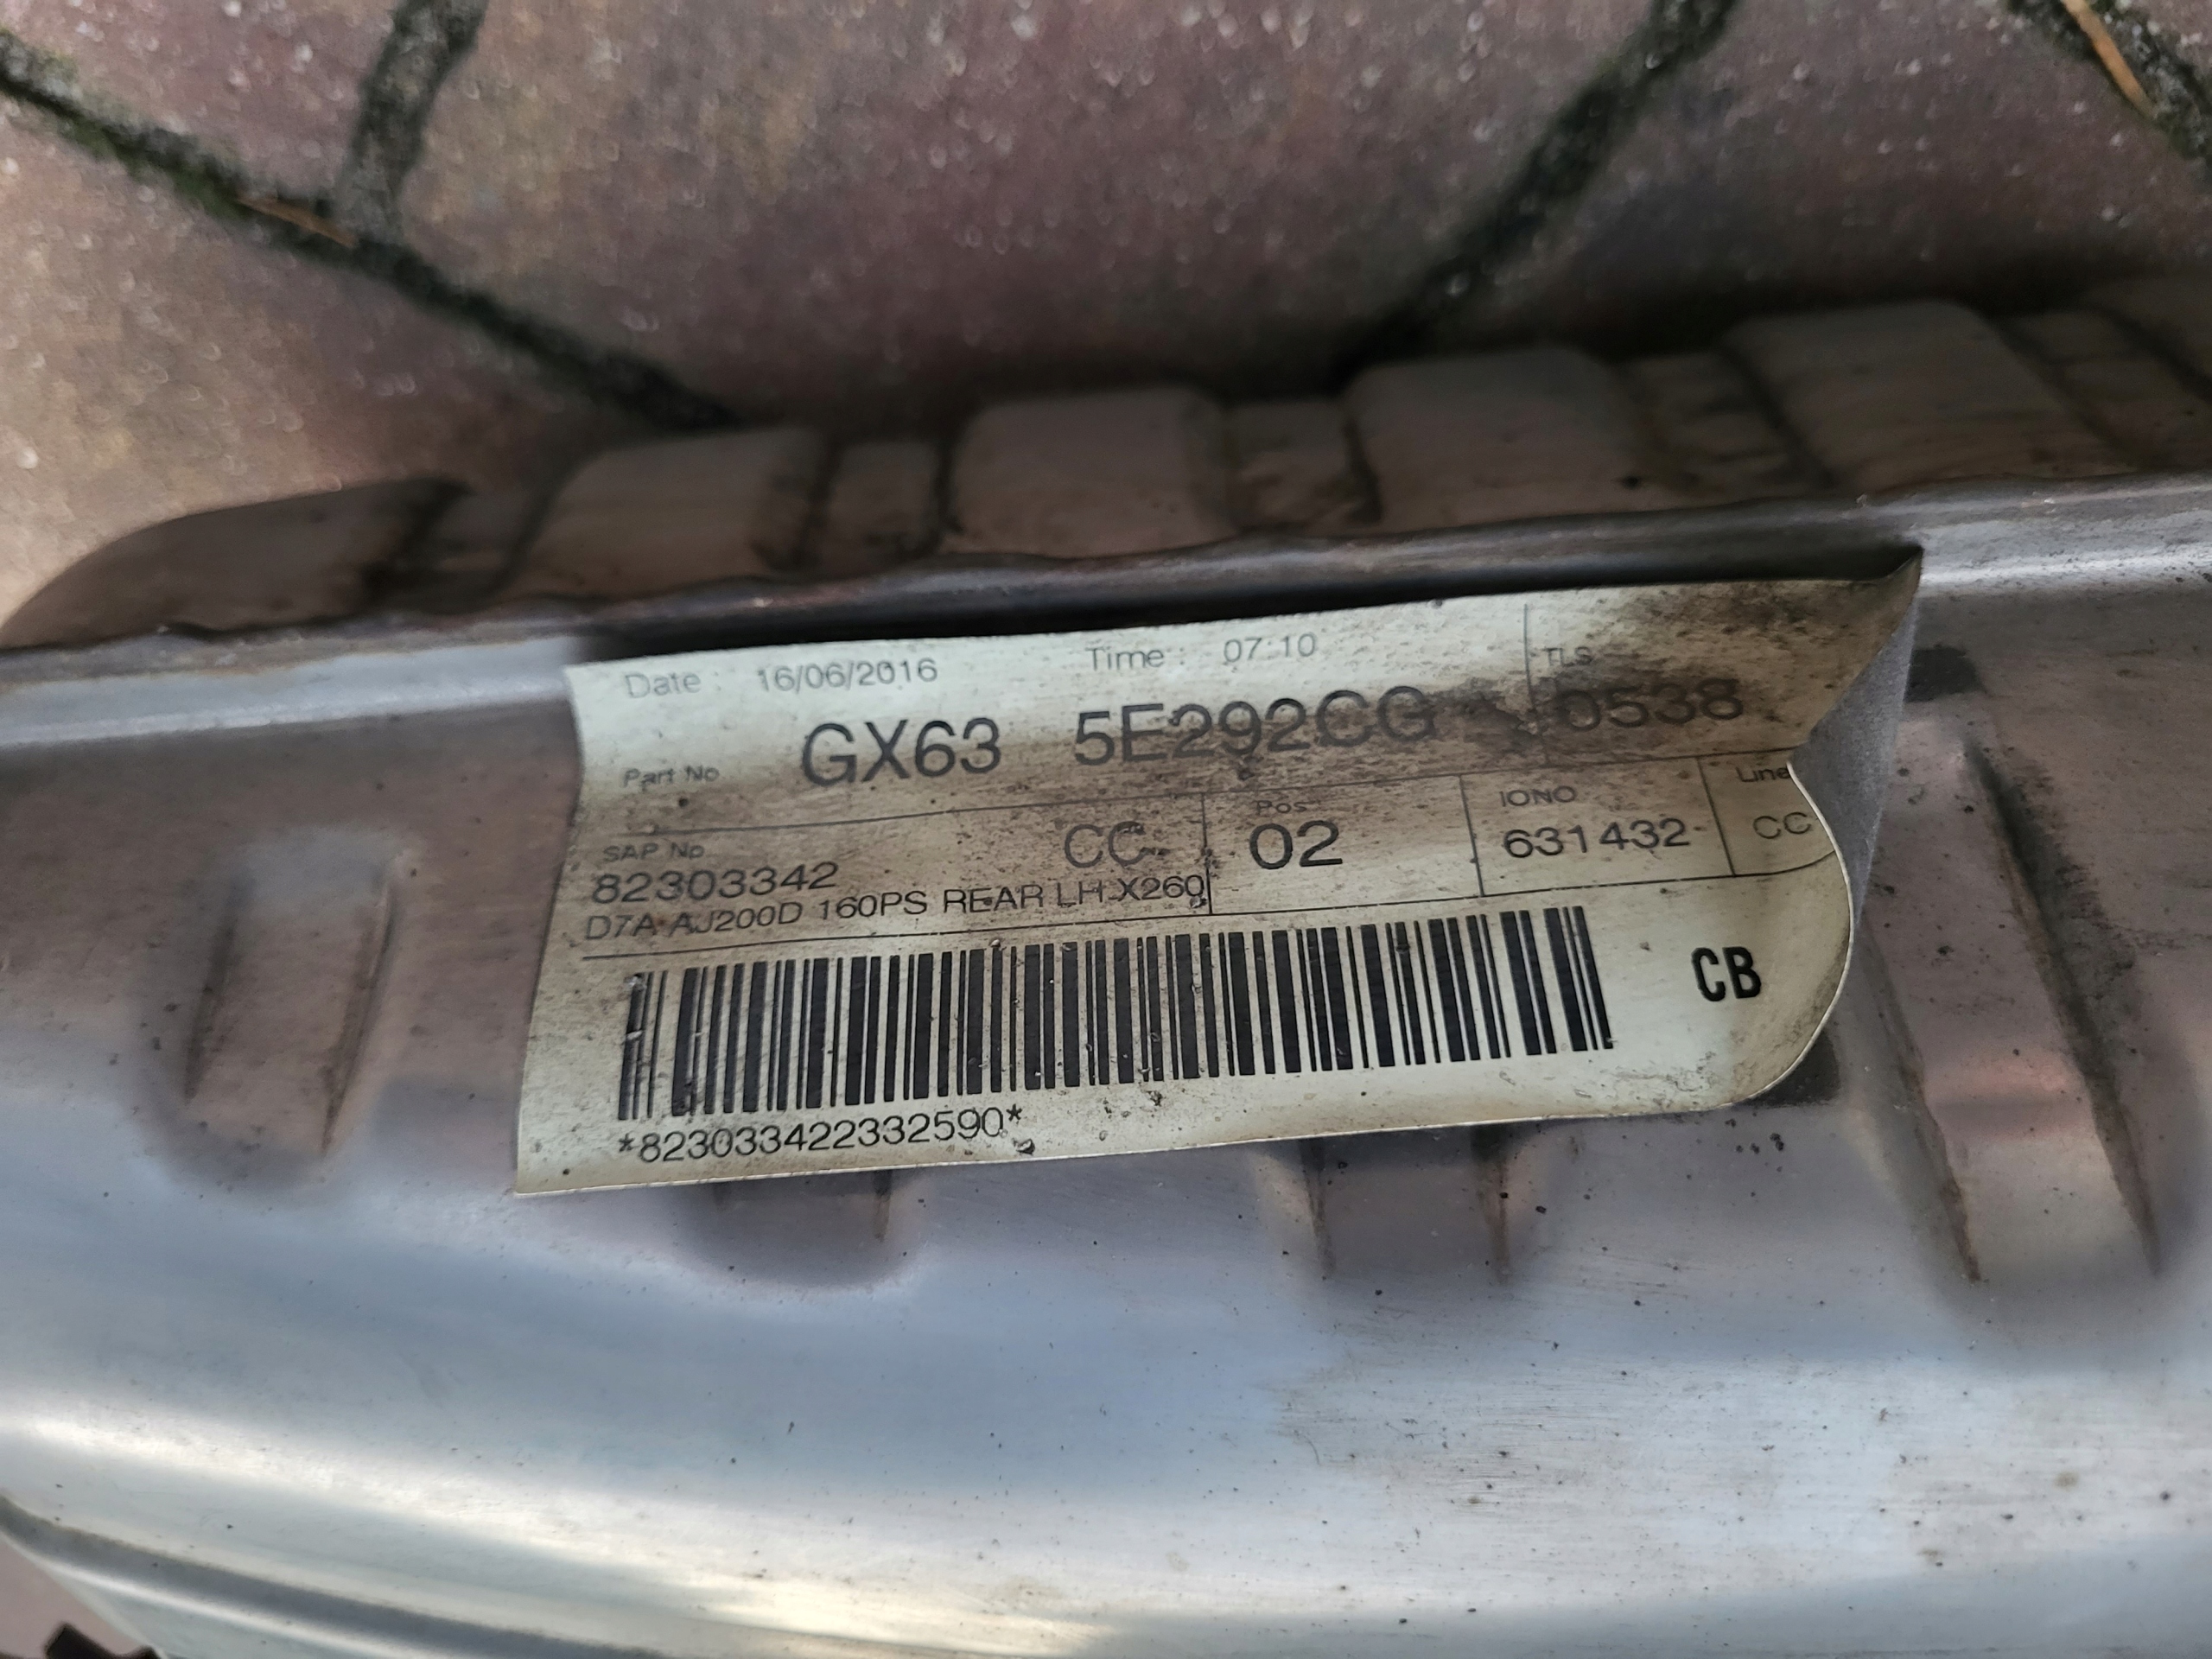 Date : 16/06/2016 Time : 07:10 TLS
Part No GX63 5E292CG 0538
SAP No CC Pos 02 IONO Line
82303342 631432 CC
D7A AJ200D 160PS REAR LH X260
CB
*823033422332590*